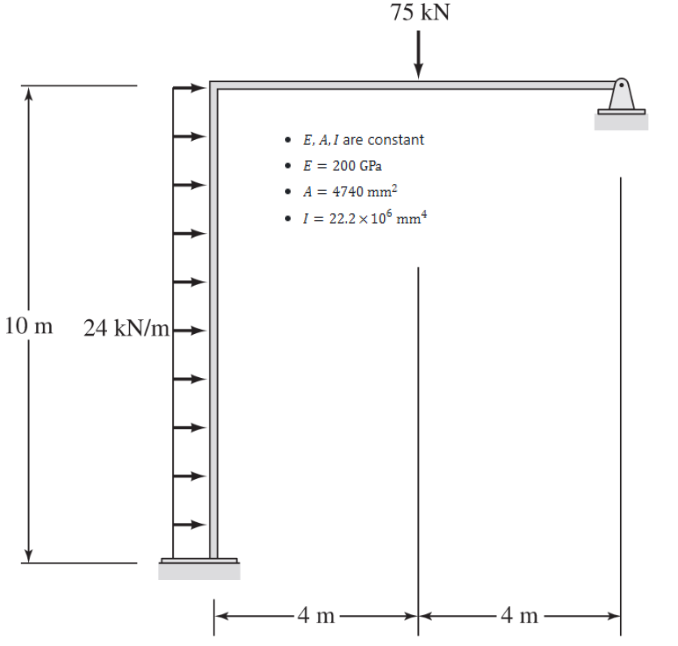 75 kN
• E, A, I are constant
• E = 200 GPa
• A = 4740 mm²
• I = 22.2 × 10⁶ mm⁴
10 m
24 kN/m
4 m
4 m